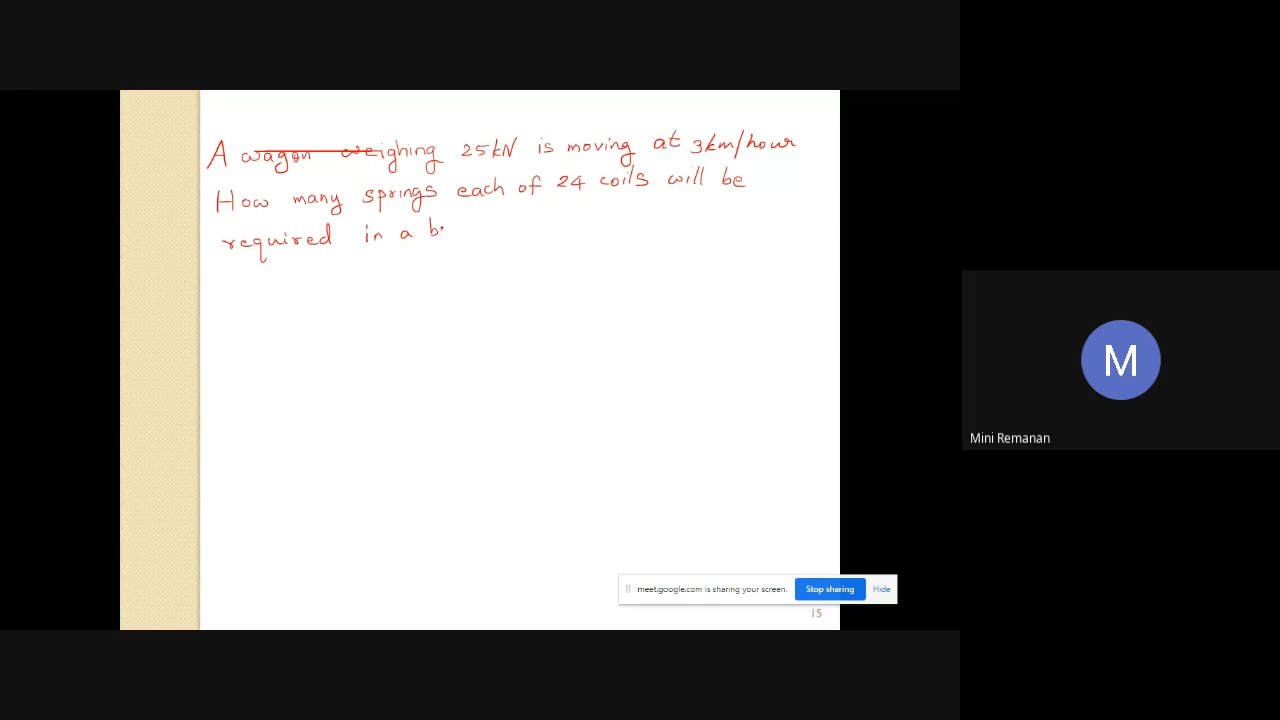 A wagon weighing 25kN is moving at 3km/hour
How many springs each of 24 coils will be
required in a b
meet.google.com is sharing your screen.
Stop sharing
Hide
15
M
Mini Remanan